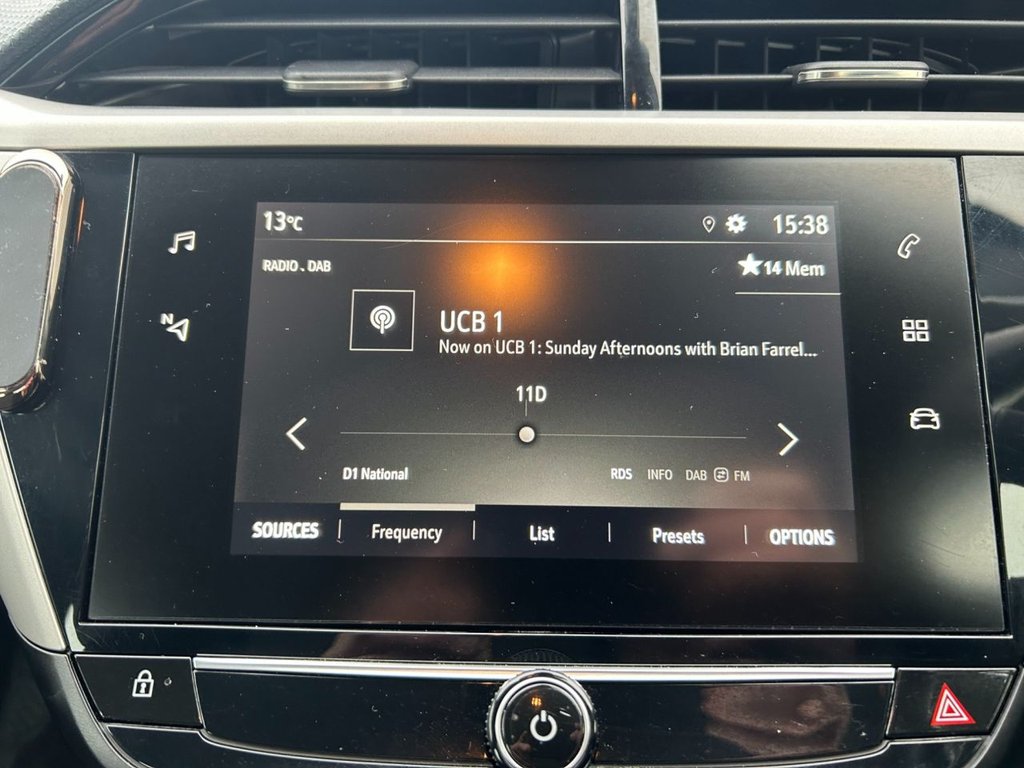 13°C
15:38
RADIO . DAB
14 Mem
UCB 1
Now on UCB 1: Sunday Afternoons with Brian Farrel...
11D
D1 National
RDS INFO DAB FM
SOURCES Frequency List Presets OPTIONS
N